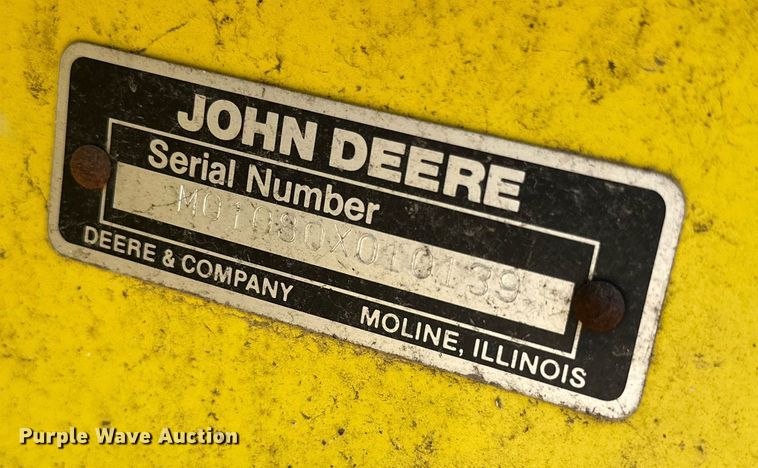 JOHN DEERE
Serial Number
M01080X010139
DEERE & COMPANY
MOLINE, ILLINOIS
Purple Wave Auction